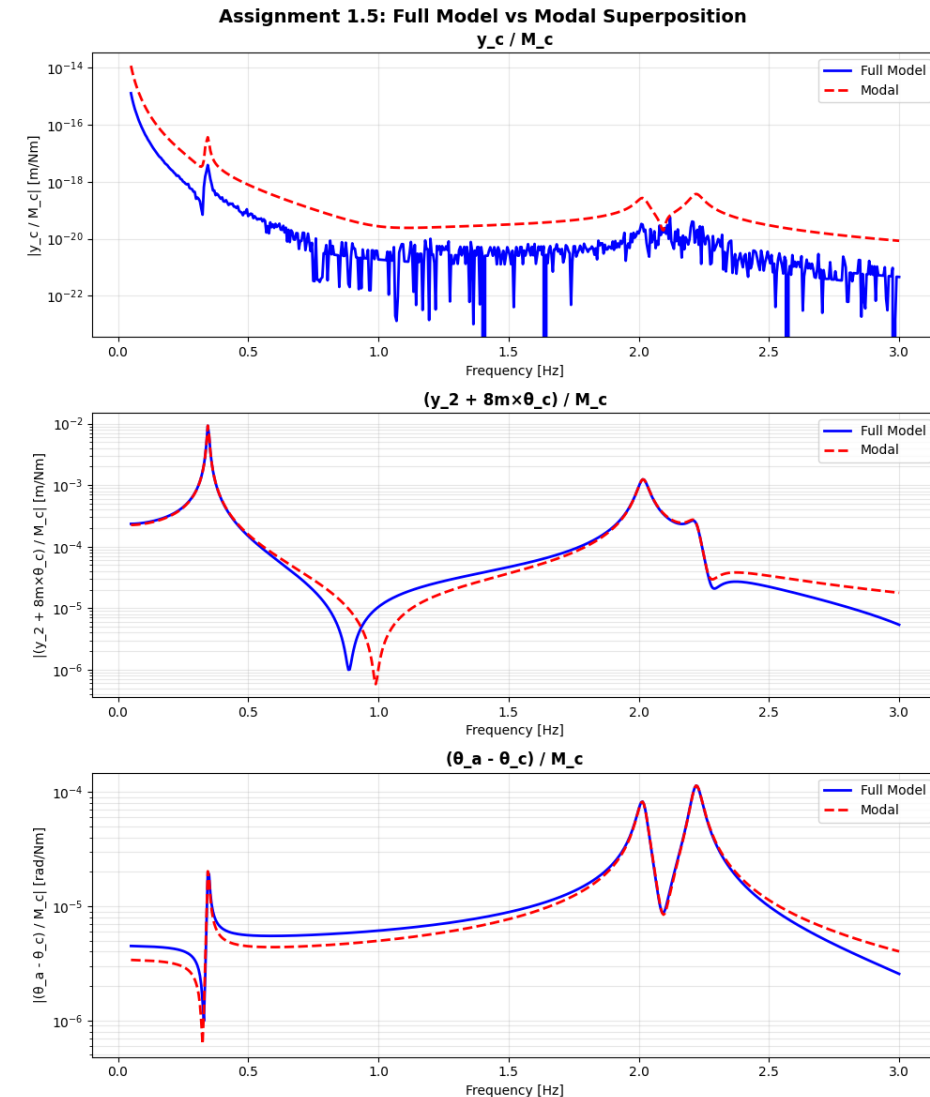 Assignment 1.5: Full Model vs Modal Superposition
y_c / M_c
|y_c / M_c| [m/Nm]
10⁻¹⁴
10⁻¹⁶
10⁻¹⁸
10⁻²⁰
10⁻²²
Full Model
Modal
0.0 0.5 1.0 1.5 2.0 2.5 3.0
Frequency [Hz]
(y_2 + 8m×θ_c) / M_c
|(y_2 + 8m×θ_c) / M_c| [m/Nm]
10⁻²
10⁻³
10⁻⁴
10⁻⁵
10⁻⁶
Full Model
Modal
0.0 0.5 1.0 1.5 2.0 2.5 3.0
Frequency [Hz]
(θ_a - θ_c) / M_c
|(θ_a - θ_c) / M_c| [rad/Nm]
10⁻⁴
10⁻⁵
10⁻⁶
Full Model
Modal
0.0 0.5 1.0 1.5 2.0 2.5 3.0
Frequency [Hz]